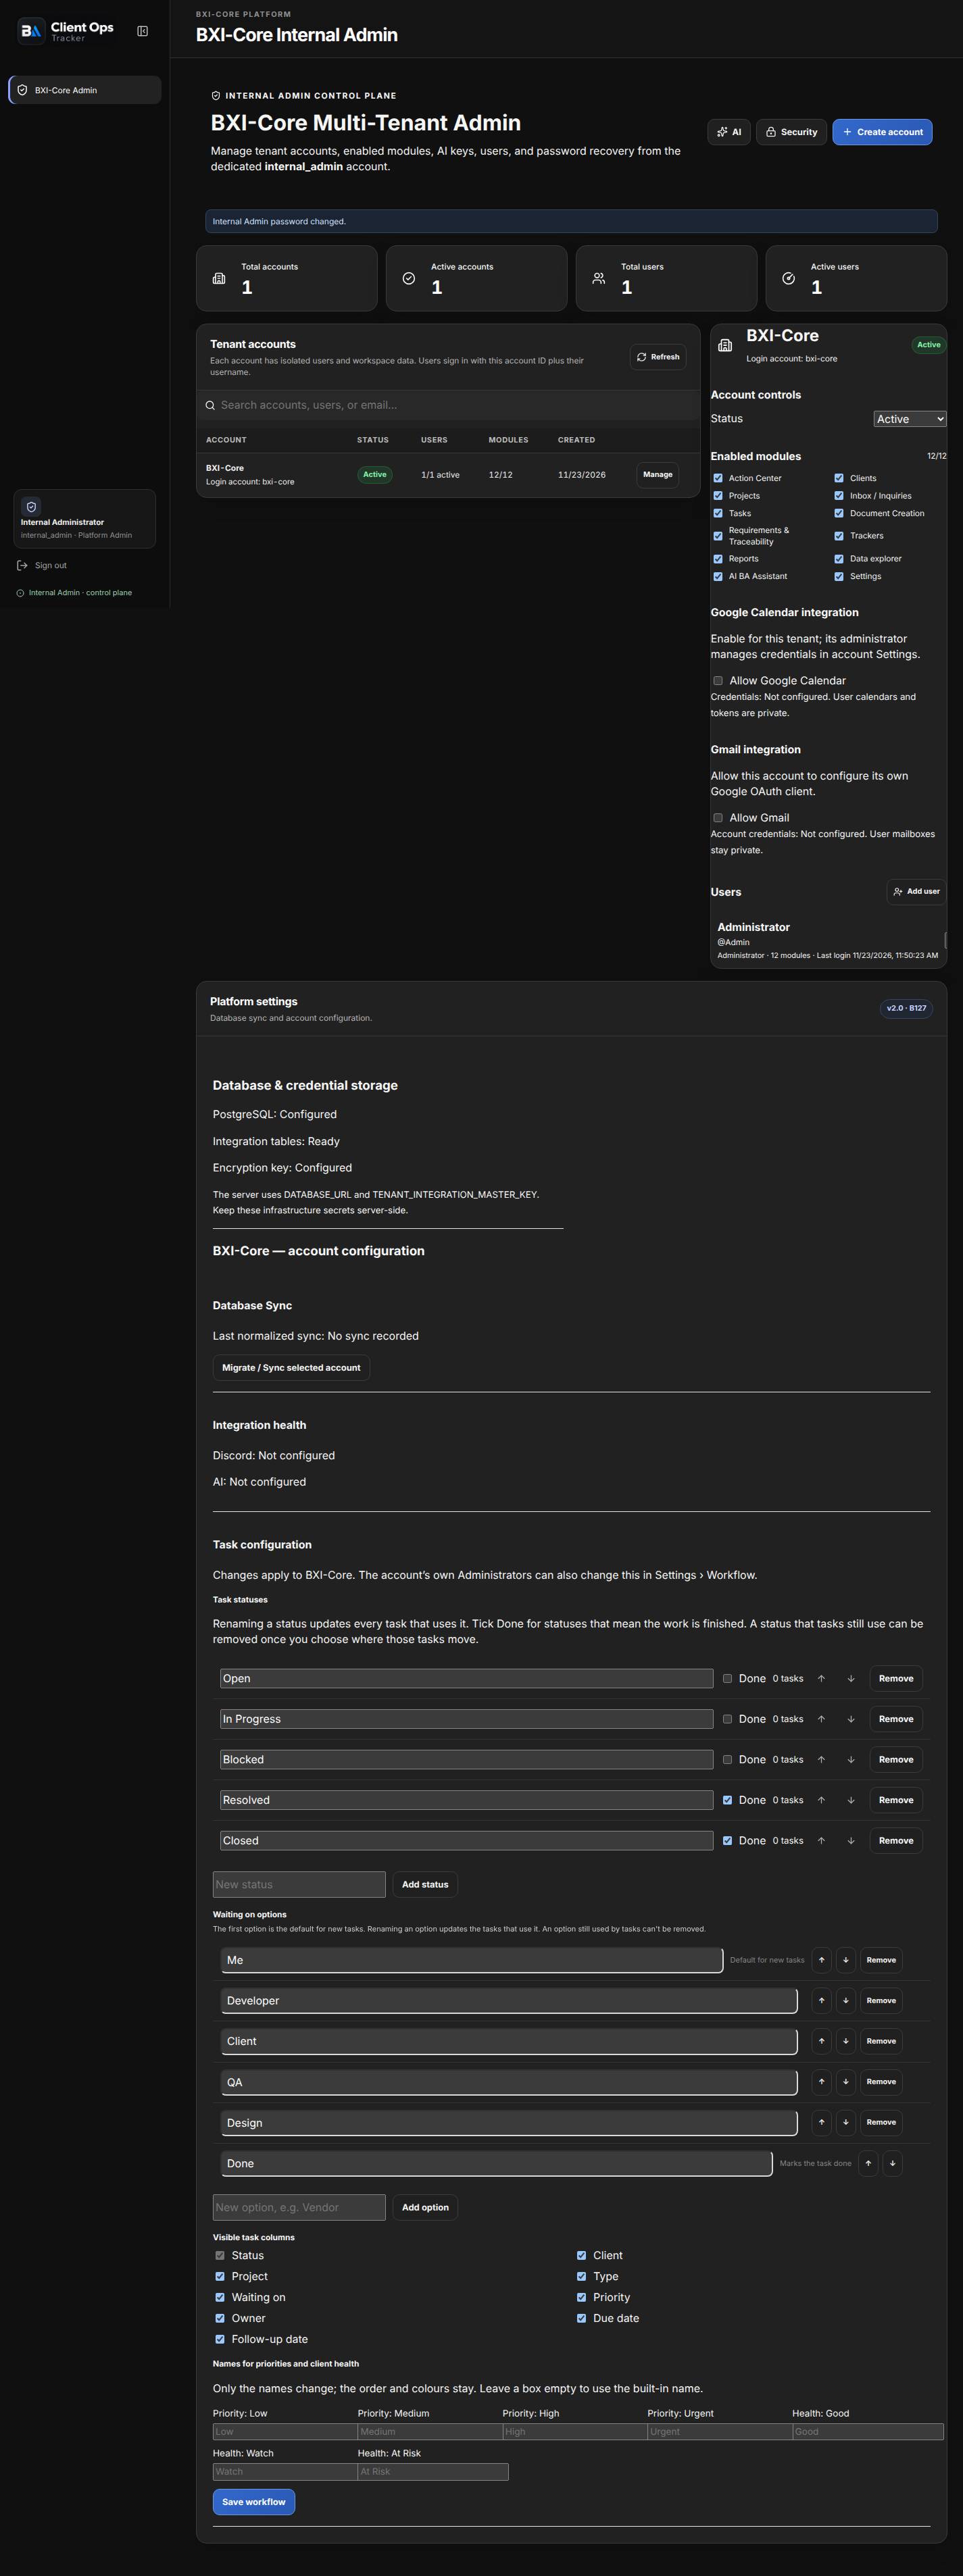 BA Client Ops
Tracker
BXI-Core Admin
Internal Administrator
internal_admin · Platform Admin
Sign out
Internal Admin · control plane
BXI-CORE PLATFORM
BXI-Core Internal Admin
INTERNAL ADMIN CONTROL PLANE
BXI-Core Multi-Tenant Admin
Manage tenant accounts, enabled modules, AI keys, users, and password recovery from the
dedicated internal_admin account.
AI
Security
Create account
Internal Admin password changed.
Total accounts
1
Active accounts
1
Total users
1
Active users
1
Tenant accounts
Each account has isolated users and workspace data. Users sign in with this account ID plus their
username.
Refresh
Search accounts, users, or email...
ACCOUNT STATUS USERS MODULES CREATED
BXI-Core
Login account: bxi-core
Active 1/1 active 12/12 11/23/2026 Manage
BXI-Core
Login account: bxi-core
Active
Account controls
Status Active
Enabled modules 12/12
Action Center Clients
Projects Inbox / Inquiries
Tasks Document Creation
Requirements &
Traceability Trackers
Reports Data explorer
AI BA Assistant Settings
Google Calendar integration
Enable for this tenant; its administrator
manages credentials in account Settings.
Allow Google Calendar
Credentials: Not configured. User calendars and
tokens are private.
Gmail integration
Allow this account to configure its own
Google OAuth client.
Allow Gmail
Account credentials: Not configured. User mailboxes
stay private.
Users Add user
Administrator
@Admin
Administrator · 12 modules · Last login 11/23/2026, 11:50:23 AM
Platform settings
Database sync and account configuration.
v2.0 · B127
Database & credential storage
PostgreSQL: Configured
Integration tables: Ready
Encryption key: Configured
The server uses DATABASE_URL and TENANT_INTEGRATION_MASTER_KEY.
Keep these infrastructure secrets server-side.
BXI-Core — account configuration
Database Sync
Last normalized sync: No sync recorded
Migrate / Sync selected account
Integration health
Discord: Not configured
AI: Not configured
Task configuration
Changes apply to BXI-Core. The account’s own Administrators can also change this in Settings › Workflow.
Task statuses
Renaming a status updates every task that uses it. Tick Done for statuses that mean the work is finished. A status that tasks still use can be
removed once you choose where those tasks move.
Open Done 0 tasks ↑ ↓ Remove
In Progress Done 0 tasks ↑ ↓ Remove
Blocked Done 0 tasks ↑ ↓ Remove
Resolved Done 0 tasks ↑ ↓ Remove
Closed Done 0 tasks ↑ ↓ Remove
New status Add status
Waiting on options
The first option is the default for new tasks. Renaming an option updates the tasks that use it. An option still used by tasks can't be removed.
Me Default for new tasks ↑ ↓ Remove
Developer ↑ ↓ Remove
Client ↑ ↓ Remove
QA ↑ ↓ Remove
Design ↑ ↓ Remove
Done Marks the task done ↑ ↓
New option, e.g. Vendor Add option
Visible task columns
Status Client
Project Type
Waiting on Priority
Owner Due date
Follow-up date
Names for priorities and client health
Only the names change; the order and colours stay. Leave a box empty to use the built-in name.
Priority: Low Priority: Medium Priority: High Priority: Urgent Health: Good
Low Medium High Urgent Good
Health: Watch Health: At Risk
Watch At Risk
Save workflow